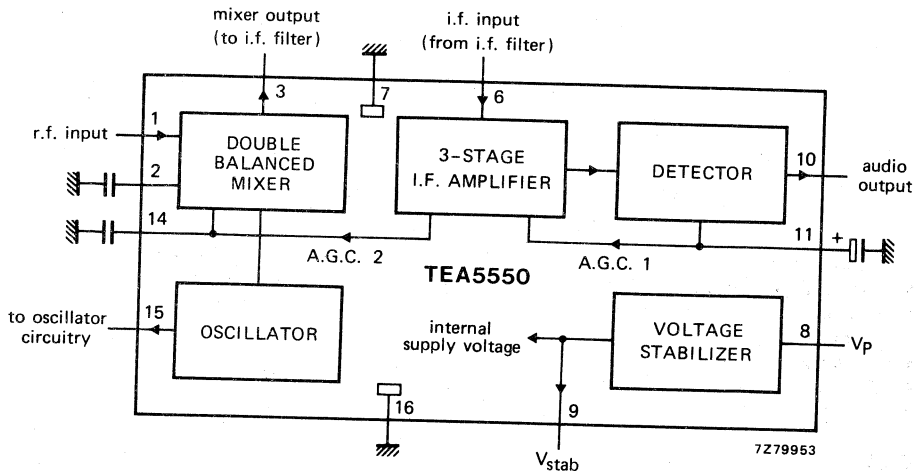 mixer output
(to i.f. filter)
i.f. input
(from i.f. filter)
3
7
6
r.f. input
1
DOUBLE
BALANCED
MIXER
3-STAGE
I.F. AMPLIFIER
DETECTOR
10
audio
output
2
14
A.G.C. 2
A.G.C. 1
11
+
TEA5550
to oscillator
circuitry
15
OSCILLATOR
internal
supply voltage
VOLTAGE
STABILIZER
8
VP
16
9
Vstab
7Z79953